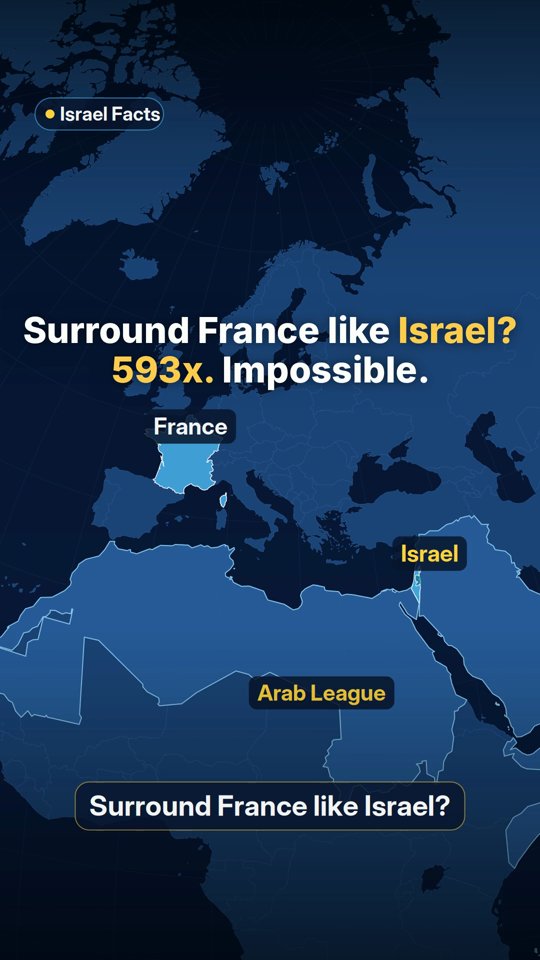 Israel Facts
Surround France like Israel?
593x. Impossible.
France
Israel
Arab League
Surround France like Israel?